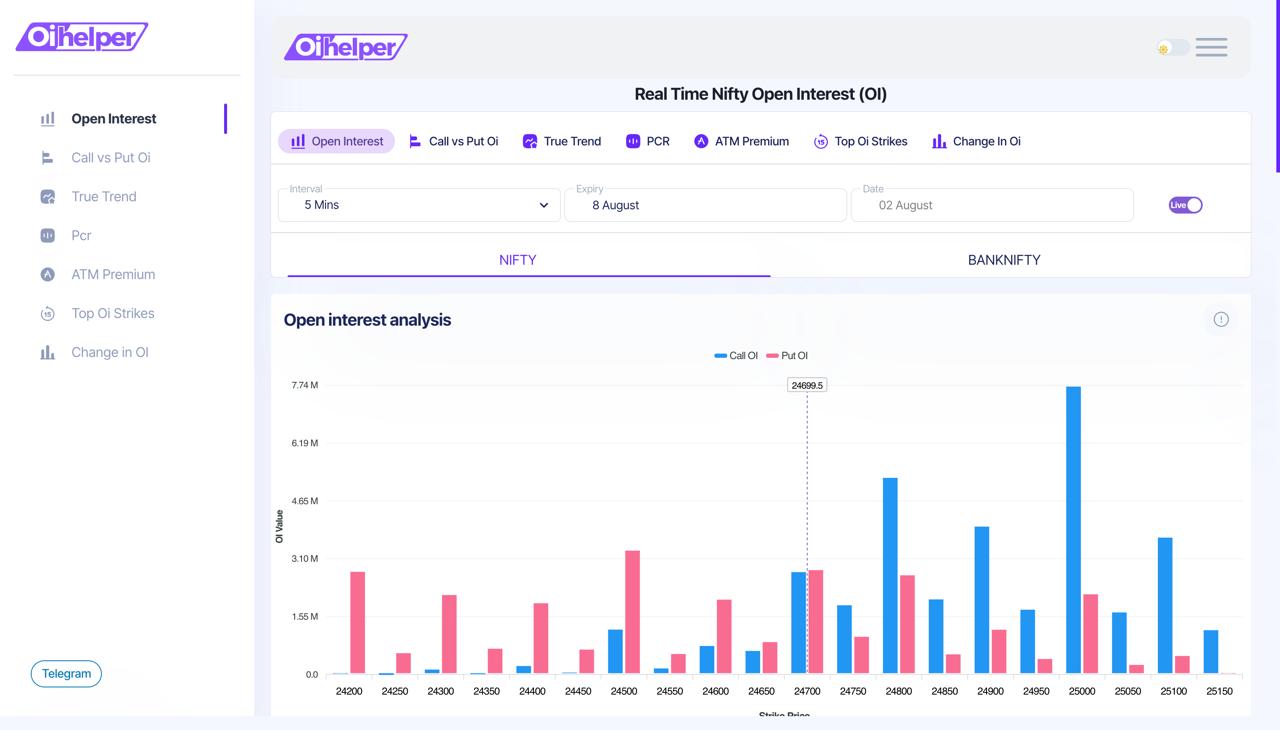 Oihelper
Open Interest
Call vs Put Oi
True Trend
Pcr
ATM Premium
15 Top Oi Strikes
Change in OI
Telegram
Oihelper
Real Time Nifty Open Interest (OI)
Open Interest Call vs Put Oi True Trend PCR ATM Premium 15 Top Oi Strikes Change In Oi
Interval Expiry Date
5 Mins 8 August 02 August Live
NIFTY BANKNIFTY
Open interest analysis
Call OI Put OI
24699.5
7.74 M
6.19 M
4.65 M
3.10 M
1.55 M
0.0
OI Value
24200 24250 24300 24350 24400 24450 24500 24550 24600 24650 24700 24750 24800 24850 24900 24950 25000 25050 25100 25150
Strike Price